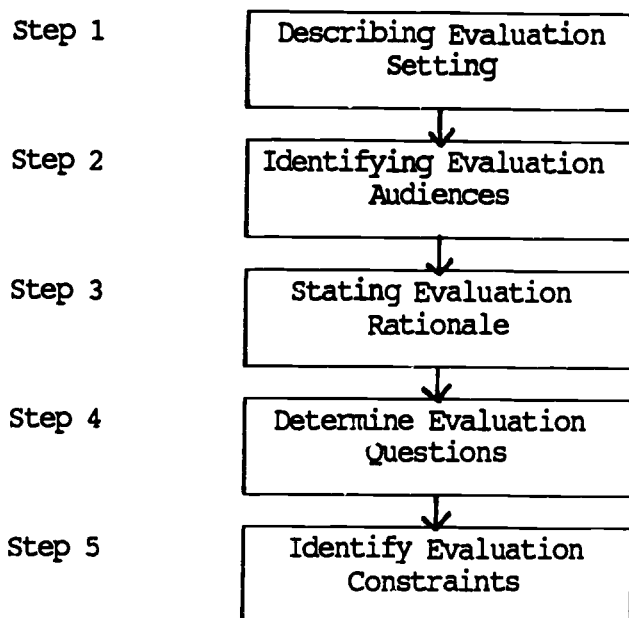 Step 1
Describing Evaluation
Setting
Step 2
Identifying Evaluation
Audiences
Step 3
Stating Evaluation
Rationale
Step 4
Determine Evaluation
Questions
Step 5
Identify Evaluation
Constraints